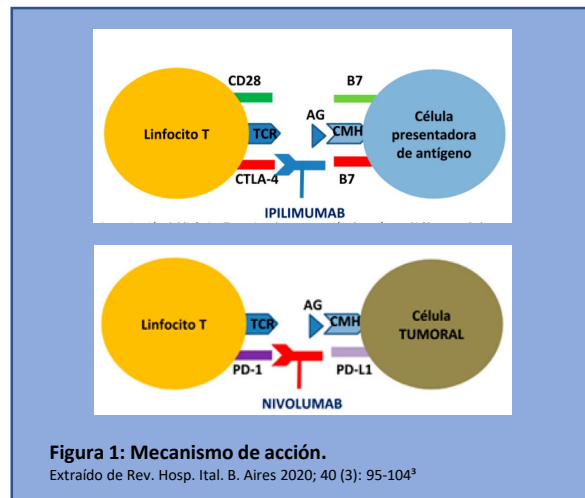 CD28 B7
AG
Linfocito T TCR CMH Célula
presentadora
de antígeno
CTLA-4 B7
IPILIMUMAB
AG
Linfocito T TCR CMH Célula
TUMORAL
PD-1 PD-L1
NIVOLUMAB
Figura 1: Mecanismo de acción.
Extraído de Rev. Hosp. Ital. B. Aires 2020; 40 (3): 95-104³